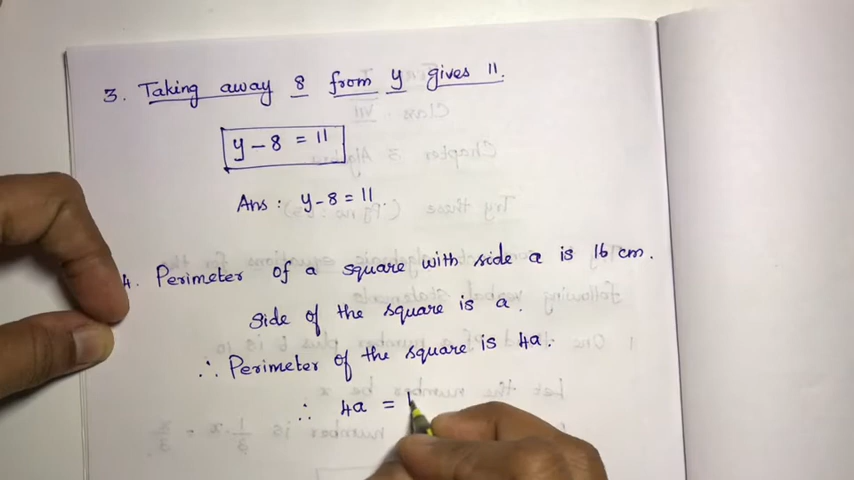 3. Taking away 8 from y gives 11.
y - 8 = 11
Ans : y - 8 = 11.
4. Perimeter of a square with side a is 16 cm.
Side of the square is a.
∴ Perimeter of the square is 4a.
∴ 4a = 1